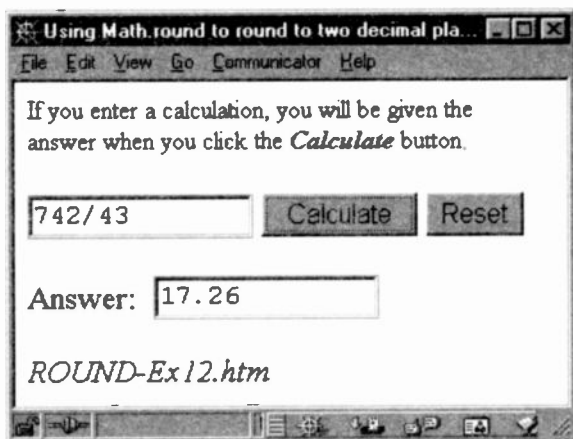 Using Math.round to round to two decimal pla...
File Edit View Go Communicator Help
If you enter a calculation, you will be given the
answer when you click the Calculate button.
742/43 Calculate Reset
Answer: 17.26
ROUND-Ex12.htm